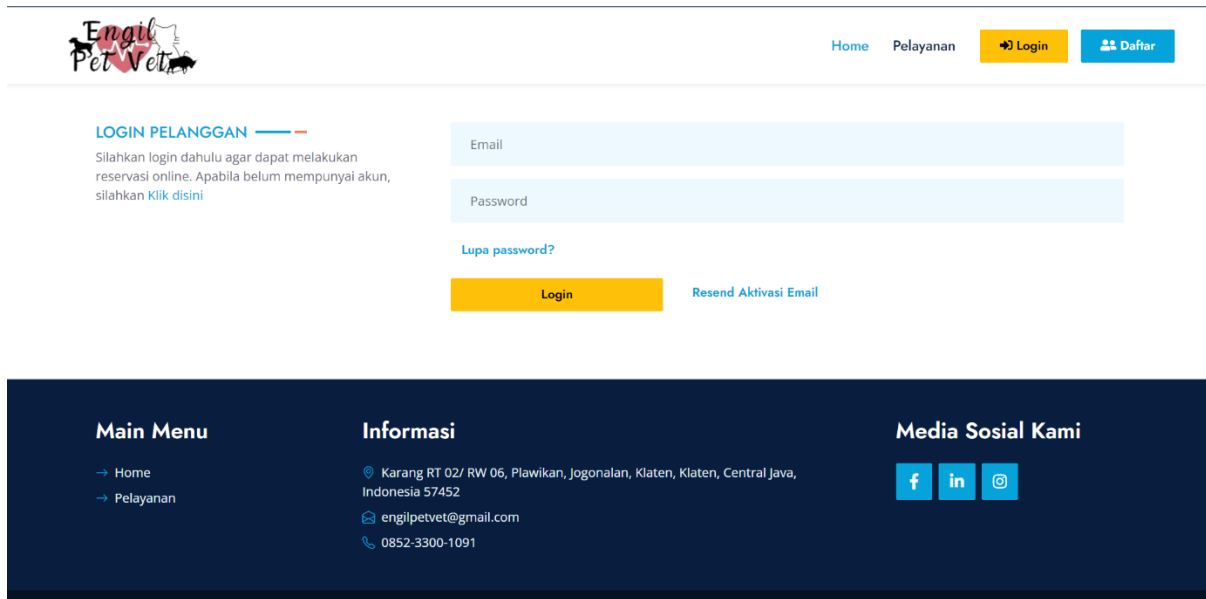 Engil
Pet Vet
Home Pelayanan Login Daftar
LOGIN PELANGGAN
Silahkan login dahulu agar dapat melakukan
reservasi online. Apabila belum mempunyai akun,
silahkan Klik disini
Email
Password
Lupa password?
Login
Resend Aktivasi Email
Main Menu
Home
Pelayanan
Informasi
Karang RT 02/ RW 06, Plawikan, Jogonalan, Klaten, Klaten, Central Java,
Indonesia 57452
engilpetvet@gmail.com
0852-3300-1091
Media Sosial Kami
f in